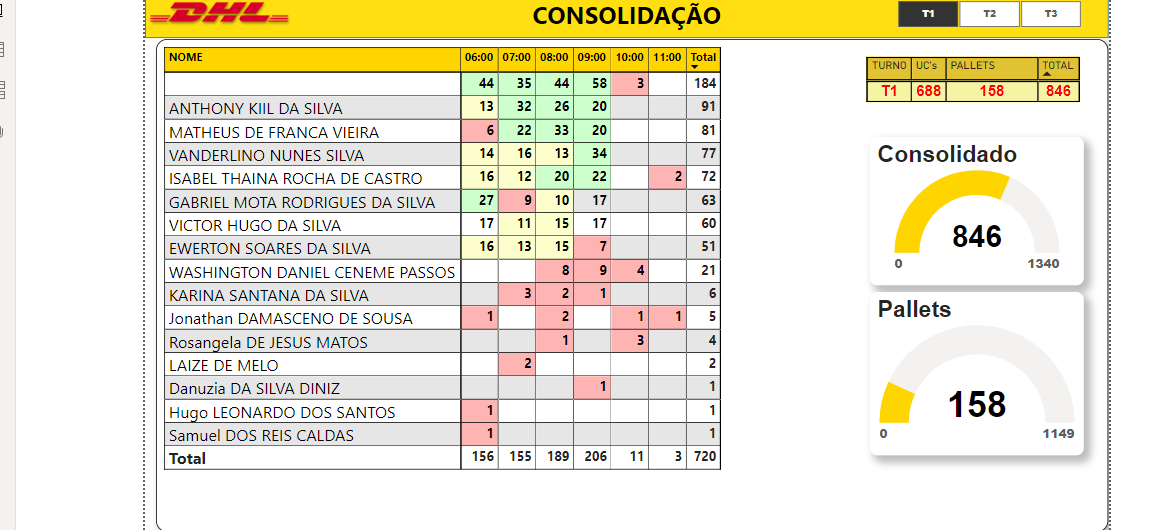 DHL
CONSOLIDAÇÃO
T1 T2 T3
NOME 06:00 07:00 08:00 09:00 10:00 11:00 Total
44 35 44 58 3 184
ANTHONY KIIL DA SILVA 13 32 26 20 91
MATHEUS DE FRANCA VIEIRA 6 22 33 20 81
VANDERLINO NUNES SILVA 14 16 13 34 77
ISABEL THAINA ROCHA DE CASTRO 16 12 20 22 2 72
GABRIEL MOTA RODRIGUES DA SILVA 27 9 10 17 63
VICTOR HUGO DA SILVA 17 11 15 17 60
EWERTON SOARES DA SILVA 16 13 15 7 51
WASHINGTON DANIEL CENEME PASSOS 8 9 4 21
KARINA SANTANA DA SILVA 3 2 1 6
Jonathan DAMASCENO DE SOUSA 1 2 1 1 5
Rosangela DE JESUS MATOS 1 3 4
LAIZE DE MELO 2 2
Danuzia DA SILVA DINIZ 1 1
Hugo LEONARDO DOS SANTOS 1 1
Samuel DOS REIS CALDAS 1 1
Total 156 155 189 206 11 3 720
TURNO UC's PALLETS TOTAL
T1 688 158 846
Consolidado
846
0 1340
Pallets
158
0 1149